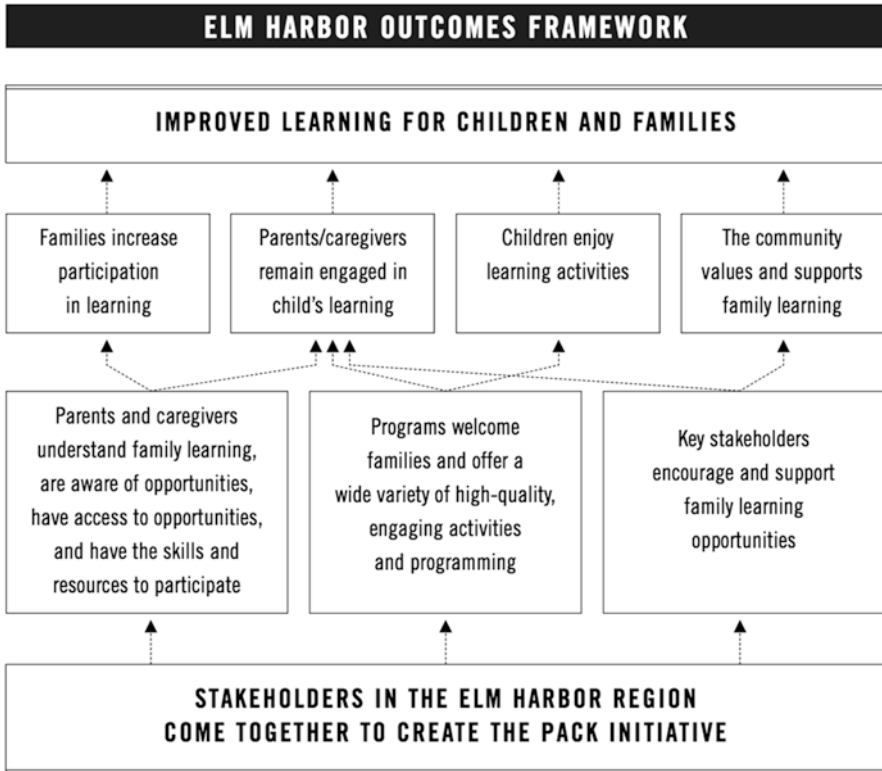 ELM HARBOR OUTCOMES FRAMEWORK
IMPROVED LEARNING FOR CHILDREN AND FAMILIES
Families increase
participation
in learning
Parents/caregivers
remain engaged in
child's learning
Children enjoy
learning activities
The community
values and supports
family learning
Parents and caregivers
understand family learning,
are aware of opportunities,
have access to opportunities,
and have the skills and
resources to participate
Programs welcome
families and offer a
wide variety of high-quality,
engaging activities
and programming
Key stakeholders
encourage and support
family learning
opportunities
STAKEHOLDERS IN THE ELM HARBOR REGION
COME TOGETHER TO CREATE THE PACK INITIATIVE